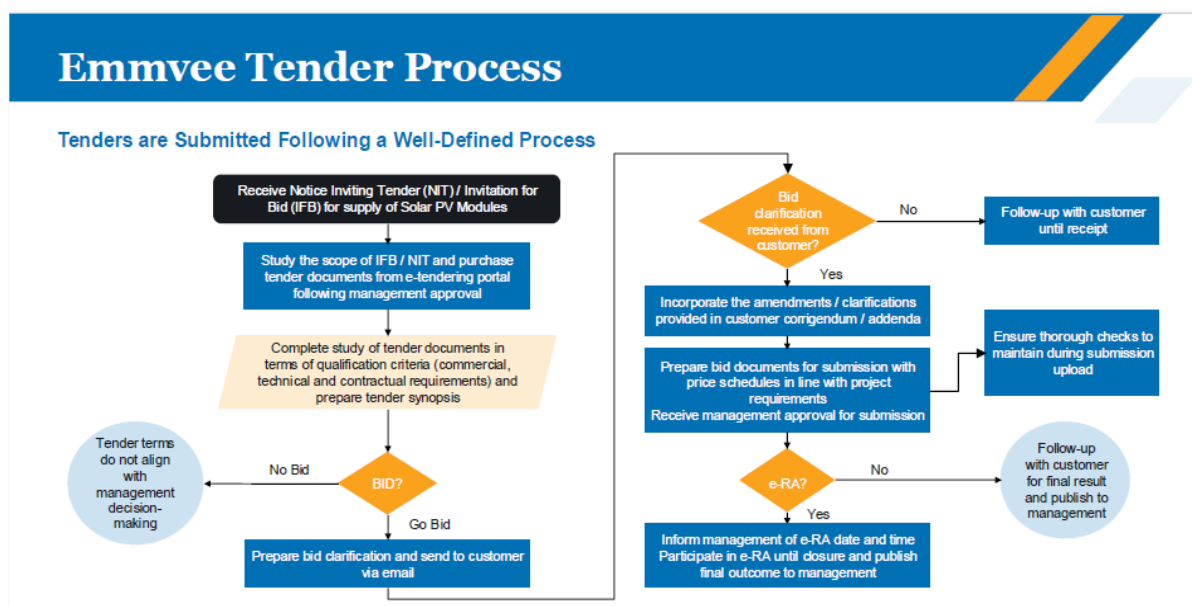 Emmvee Tender Process
Tenders are Submitted Following a Well-Defined Process
Receive Notice Inviting Tender (NIT) / Invitation for
Bid (IFB) for supply of Solar PV Modules
Study the scope of IFB / NIT and purchase
tender documents from e-tendering portal
following management approval
Complete study of tender documents in
terms of qualification criteria (commercial,
technical and contractual requirements) and
prepare tender synopsis
BID?
No Bid
Tender terms
do not align
with
management
decision-
making
Go Bid
Prepare bid clarification and send to customer
via email
Bid
clarification
received from
customer?
No
Follow-up with customer
until receipt
Yes
Incorporate the amendments / clarifications
provided in customer corrigendum / addenda
Prepare bid documents for submission with
price schedules in line with project
requirements
Receive management approval for submission
Ensure thorough checks to
maintain during submission
upload
e-RA?
No
Follow-up
with customer
for final result
and publish to
management
Yes
Inform management of e-RA date and time
Participate in e-RA until closure and publish
final outcome to management